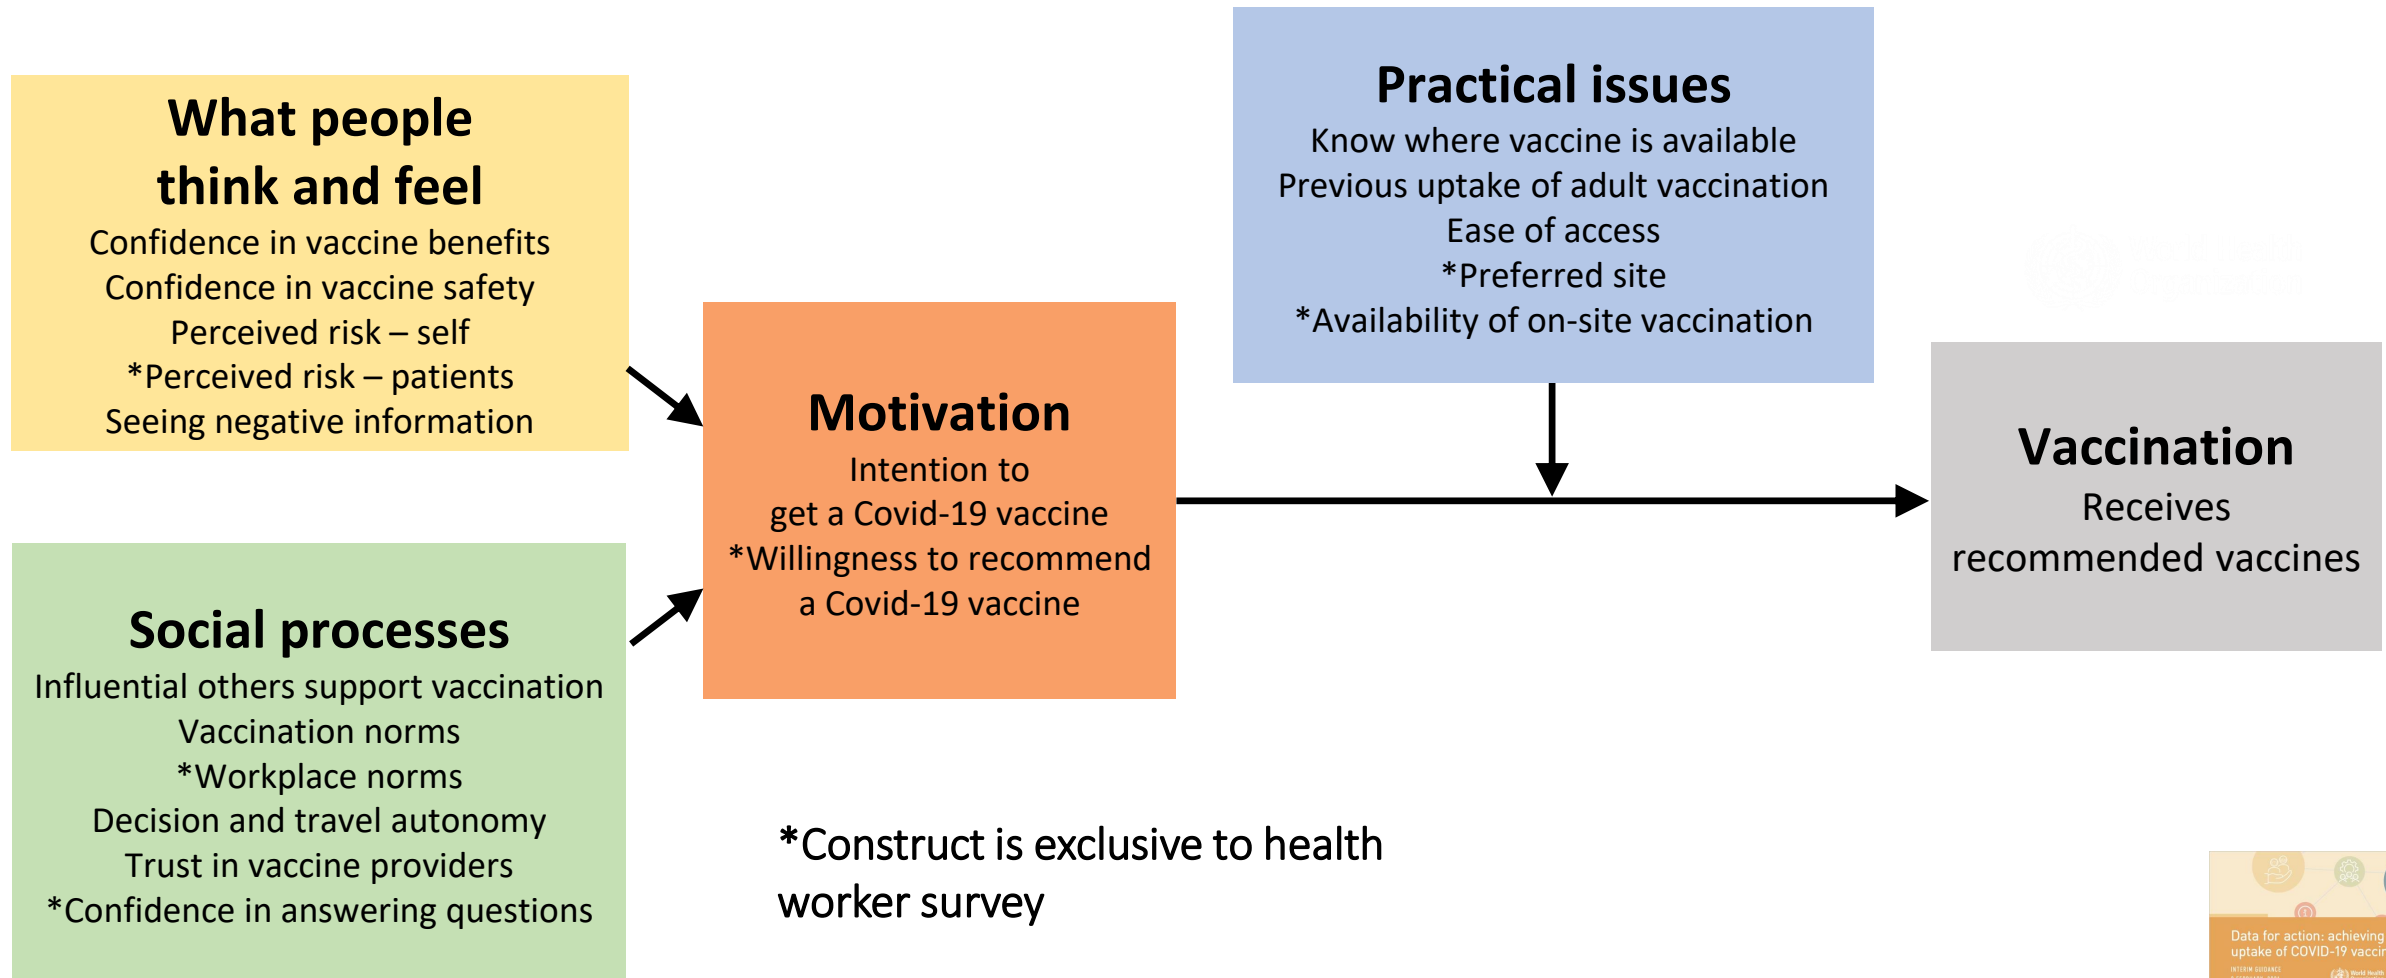 What people
think and feel
Confidence in vaccine benefits
Confidence in vaccine safety
Perceived risk – self
*Perceived risk – patients
Seeing negative information
Social processes
Influential others support vaccination
Vaccination norms
*Workplace norms
Decision and travel autonomy
Trust in vaccine providers
*Confidence in answering questions
Motivation
Intention to
get a Covid-19 vaccine
*Willingness to recommend
a Covid-19 vaccine
Practical issues
Know where vaccine is available
Previous uptake of adult vaccination
Ease of access
*Preferred site
*Availability of on-site vaccination
Vaccination
Receives
recommended vaccines
*Construct is exclusive to health
worker survey
Data for action: achieving
uptake of COVID-19 vaccin
INTERIM GUIDANCE
World Health